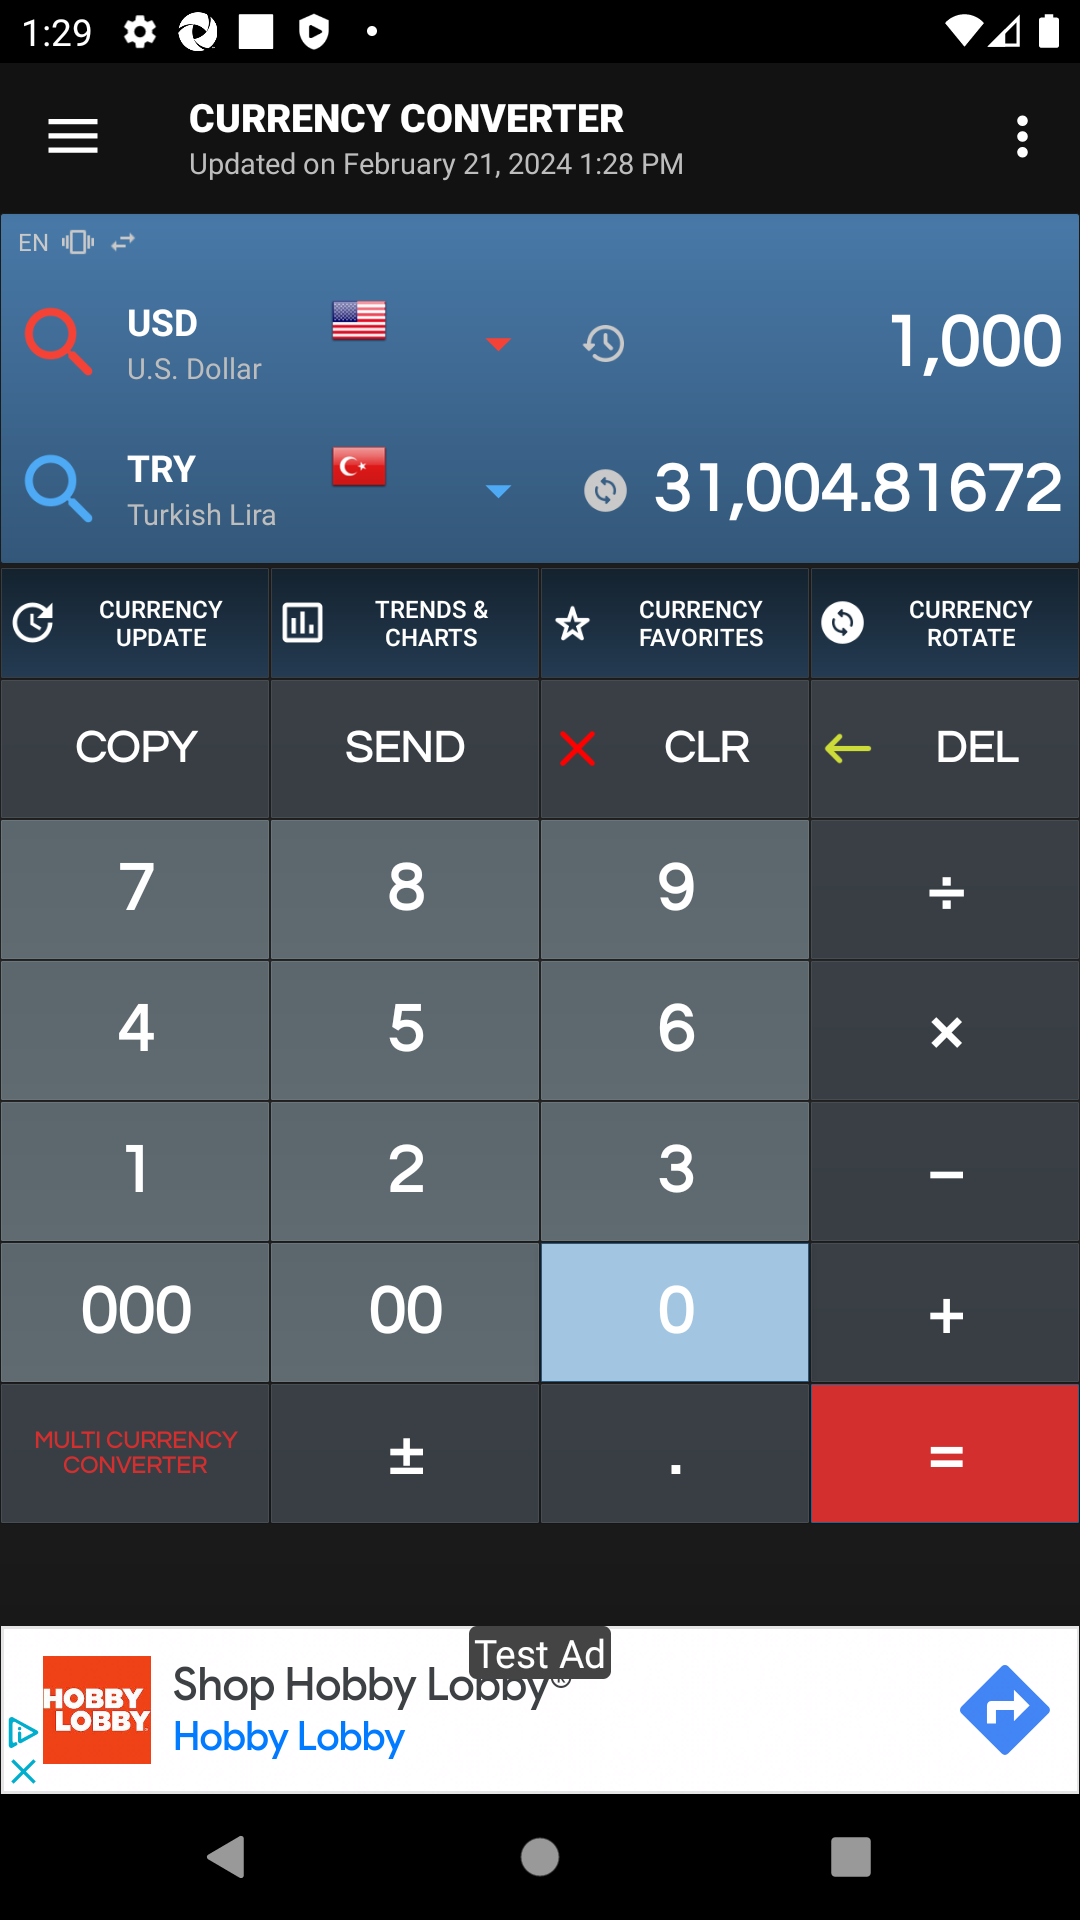 1:29
CURRENCY CONVERTER
Updated on February 21, 2024 1:28 PM
EN
USD
U.S. Dollar
1,000
TRY
Turkish Lira
31,004.81672
CURRENCY
UPDATE
TRENDS &
CHARTS
CURRENCY
FAVORITES
CURRENCY
ROTATE
COPY
SEND
CLR
DEL
7
8
9
÷
4
5
6
×
1
2
3
–
000
00
0
+
MULTI CURRENCY
CONVERTER
±
.
=
Test Ad
HOBBY
LOBBY
Shop Hobby Lobby®
Hobby Lobby